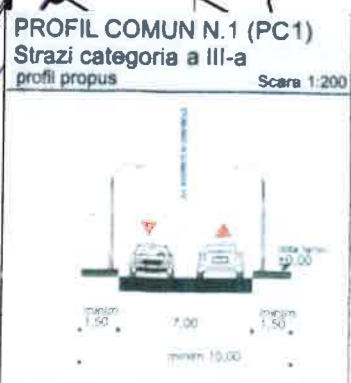 PROFIL COMUN N.1 (PC1)
Strazi categoria a III-a
profil propus Scara 1:200
±0,00
minim minim
1,50 7,00 1,50
minim 10,00